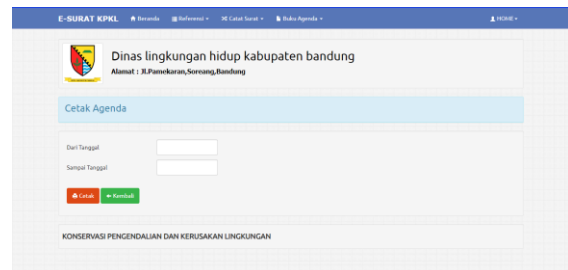 E-SURAT KPKL Beranda Referensi Catat Surat Buku Agenda HOME
Dinas lingkungan hidup kabupaten bandung
Alamat : Jl.Pamekaran,Soreang,Bandung
Cetak Agenda
Dari Tanggal
Sampai Tanggal
Cetak Kembali
KONSERVASI PENGENDALIAN DAN KERUSAKAN LINGKUNGAN